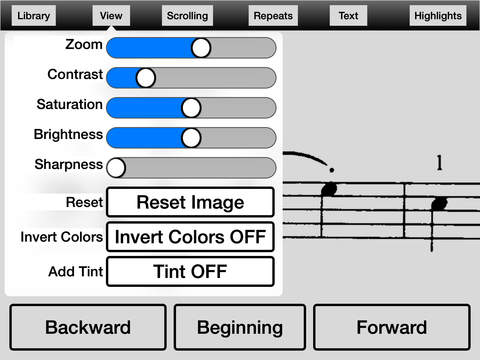 Library View Scrolling Repeats Text Highlights
Zoom
Contrast
Saturation
Brightness
Sharpness
Reset Reset Image
Invert Colors Invert Colors OFF
Add Tint Tint OFF
1
Backward Beginning Forward